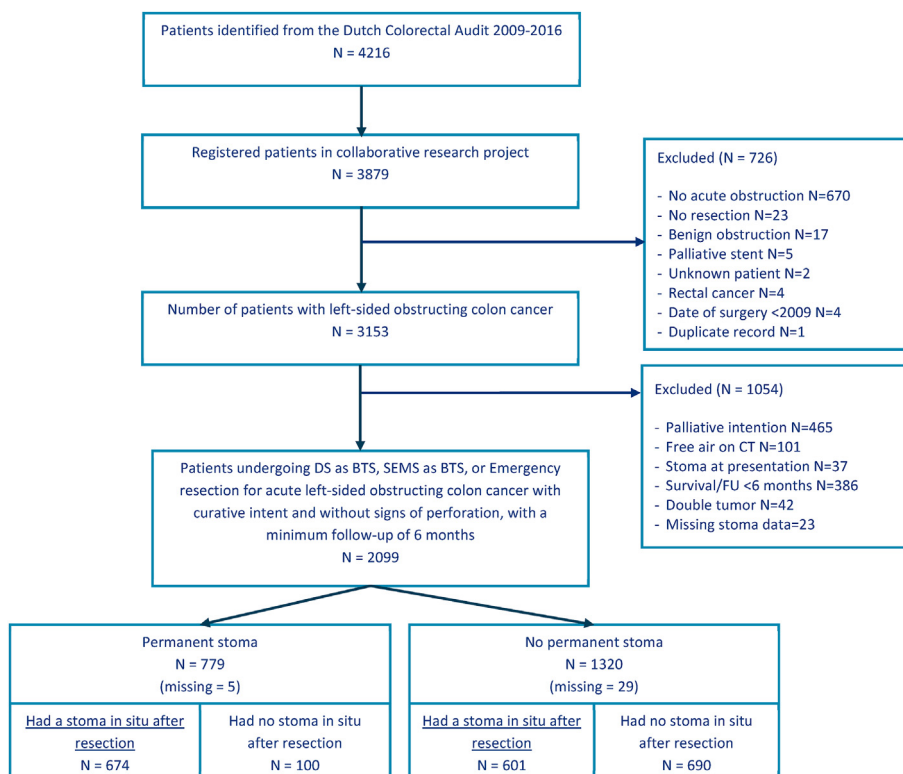 Patients identified from the Dutch Colorectal Audit 2009-2016
N = 4216
Registered patients in collaborative research project
N = 3879
Excluded (N = 726)
- No acute obstruction N=670
- No resection N=23
- Benign obstruction N=17
- Palliative stent N=5
- Unknown patient N=2
- Rectal cancer N=4
- Date of surgery <2009 N=4
- Duplicate record N=1
Number of patients with left-sided obstructing colon cancer
N = 3153
Excluded (N = 1054)
- Palliative intention N=465
- Free air on CT N=101
- Stoma at presentation N=37
- Survival/FU <6 months N=386
- Double tumor N=42
- Missing stoma data=23
Patients undergoing DS as BTS, SEMS as BTS, or Emergency
resection for acute left-sided obstructing colon cancer with
curative intent and without signs of perforation, with a
minimum follow-up of 6 months
N = 2099
Permanent stoma
N = 779
(missing = 5)
Had a stoma in situ after
resection
N = 674
Had no stoma in situ
after resection
N = 100
No permanent stoma
N = 1320
(missing = 29)
Had a stoma in situ after
resection
N = 601
Had no stoma in situ
after resection
N = 690